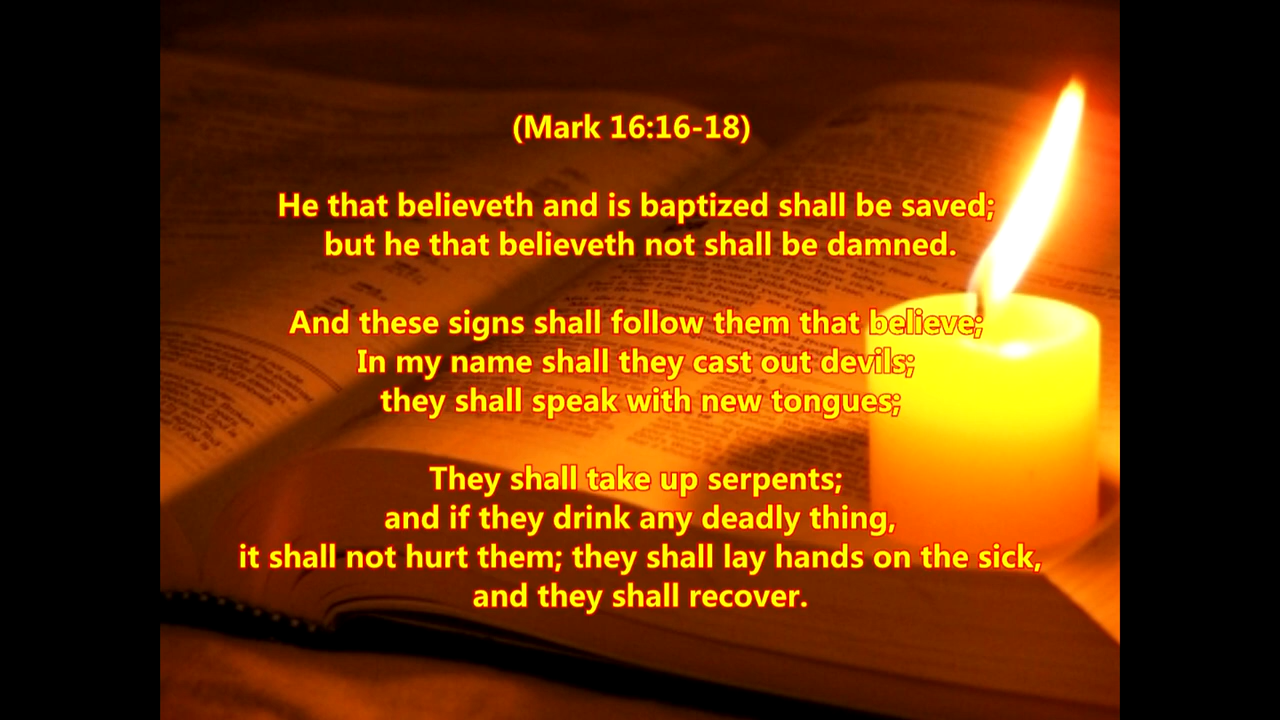 (Mark 16:16-18)
He that believeth and is baptized shall be saved;
but he that believeth not shall be damned.
And these signs shall follow them that believe;
In my name shall they cast out devils;
they shall speak with new tongues;
They shall take up serpents;
and if they drink any deadly thing,
it shall not hurt them; they shall lay hands on the sick,
and they shall recover.